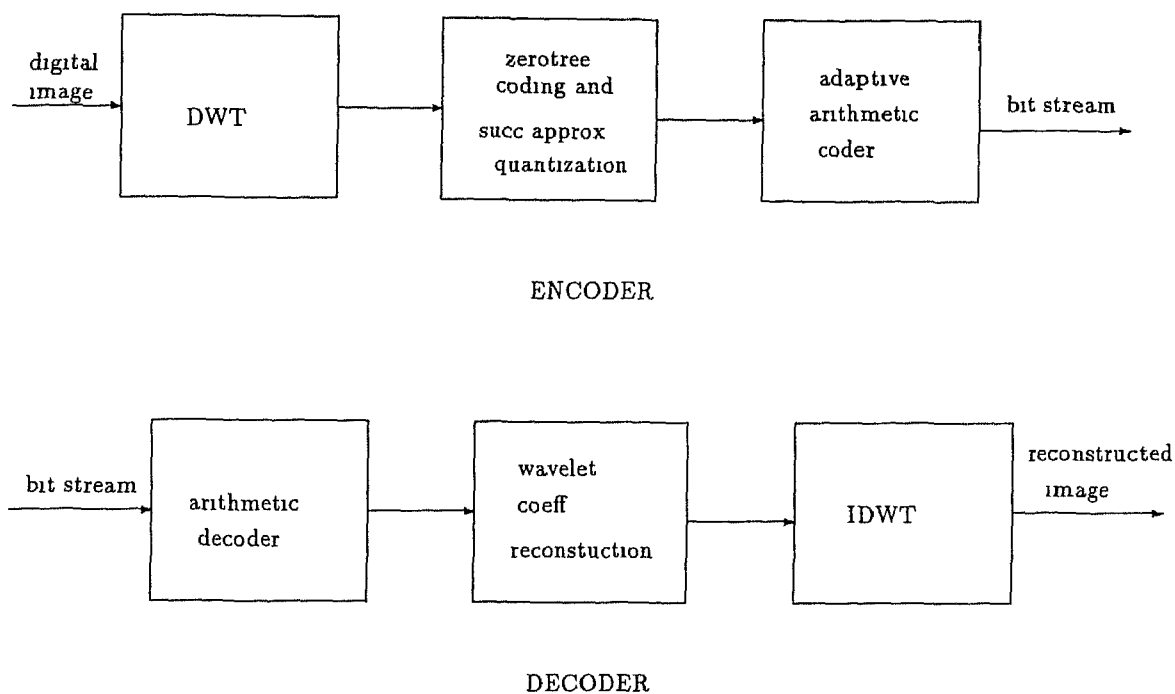 digital
image
DWT
zerotree
coding and
succ approx
quantization
adaptive
arithmetic
coder
bit stream
ENCODER
bit stream
arithmetic
decoder
wavelet
coeff
reconstuction
IDWT
reconstructed
image
DECODER